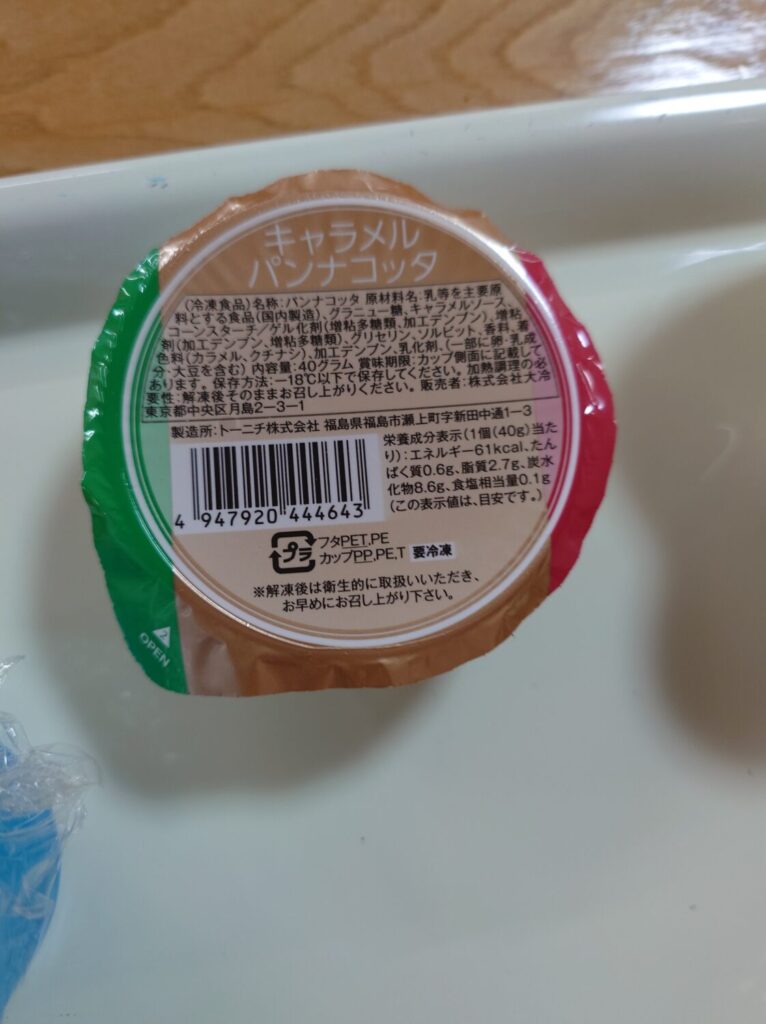 キャラメル
パンナコッタ
(冷凍食品)名称:パンナコッタ 原材料名:乳等を主要原
料とする食品(国内製造)、グラニュー糖、キャラメルソース、
コーンスターチ/ゲル化剤(増粘多糖類、加工デンプン)、増粘
剤(加工デンプン、増粘多糖類)、グリセリン、ソルビット、香料、着
色料(カラメル、クチナシ)、加工デンプン、乳化剤、(一部に卵・乳成
分・大豆を含む) 内容量:40グラム 賞味期限:カップ側面に記載して
あります。 保存方法:−18℃以下で保存してください。加熱調理の必
要性:解凍後そのままお召し上がりください。 販売者:株式会社大冷
東京都中央区月島2−3−1
製造所:トーニチ株式会社 福島県福島市瀬上町字新田中通1−3
栄養成分表示(1個(40g)当た
り):エネルギー61kcal、たん
ぱく質0.6g、脂質2.7g、炭水
化物8.6g、食塩相当量0.1g
(この表示値は、目安です。)
4 947920 444643
プラ
フタPET,PE
カップPP,PE,T 要冷凍
※解凍後は衛生的に取扱いいただき、
お早めにお召し上がり下さい。
2
OPEN